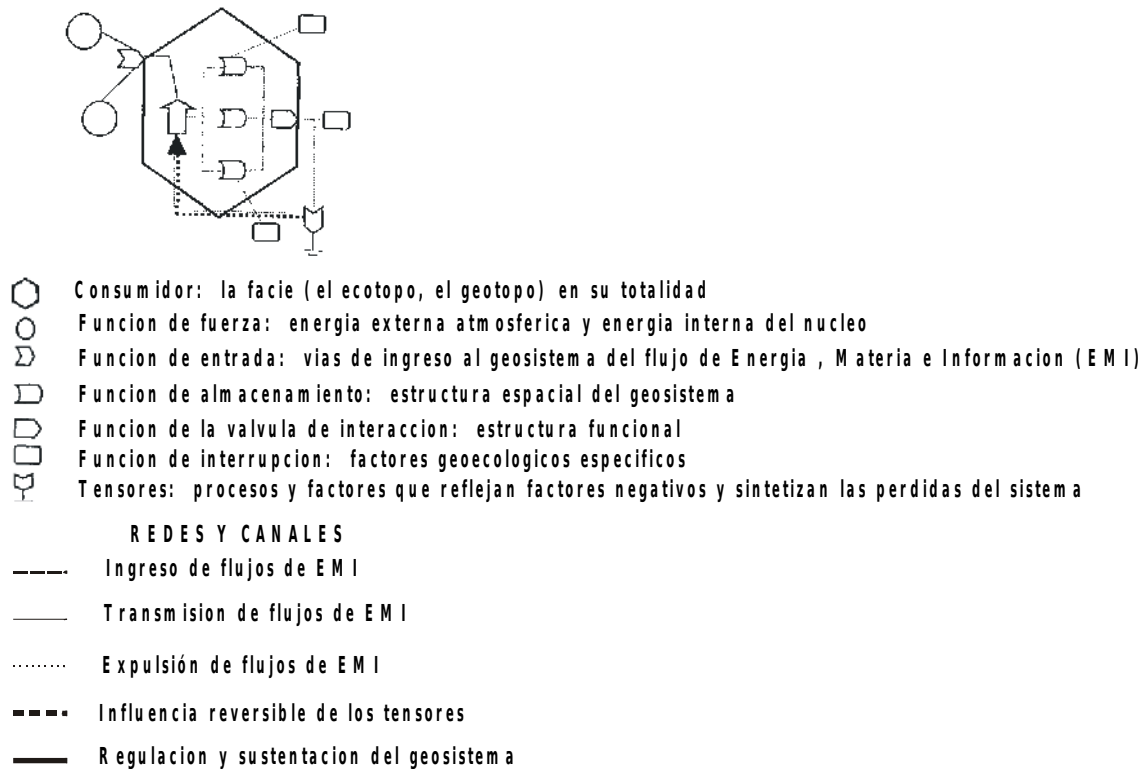 Consumidor: la facie (el ecotopo, el geotopo) en su totalidad
Funcion de fuerza: energia externa atmosferica y energia interna del nucleo
Funcion de entrada: vias de ingreso al geosistema del flujo de Energia , Materia e Informacion (EMI)
Funcion de almacenamiento: estructura espacial del geosistema
Funcion de la valvula de interaccion: estructura funcional
Funcion de interrupcion: factores geoecologicos especificos
Tensores: procesos y factores que reflejan factores negativos y sintetizan las perdidas del sistema
REDES Y CANALES
Ingreso de flujos de EMI
Transmision de flujos de EMI
Expulsión de flujos de EMI
Influencia reversible de los tensores
Regulacion y sustentacion del geosistema